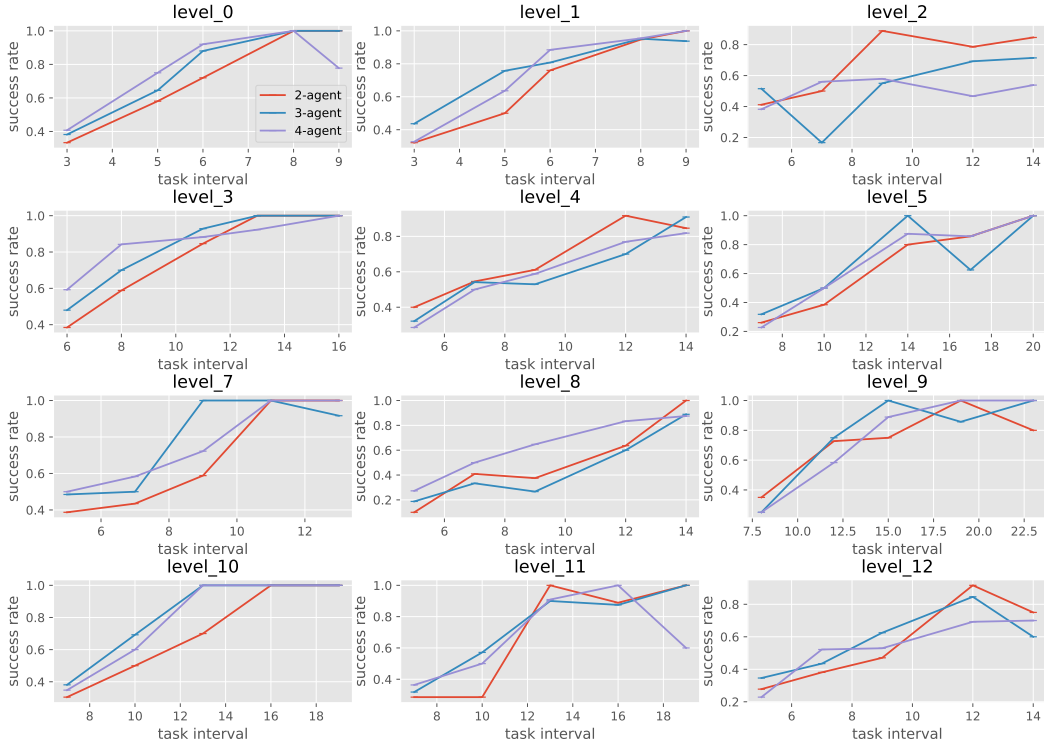 level_0
success rate
1.0
0.8
0.6
0.4
2-agent
3-agent
4-agent
3 4 5 6 7 8 9
task interval
level_1
success rate
1.0
0.8
0.6
0.4
3 4 5 6 7 8 9
task interval
level_2
success rate
0.8
0.6
0.4
0.2
6 8 10 12 14
task interval
level_3
success rate
1.0
0.8
0.6
0.4
6 8 10 12 14 16
task interval
level_4
success rate
0.8
0.6
0.4
6 8 10 12 14
task interval
level_5
success rate
1.0
0.8
0.6
0.4
0.2
8 10 12 14 16 18 20
task interval
level_7
success rate
1.0
0.8
0.6
0.4
6 8 10 12
task interval
level_8
success rate
1.0
0.8
0.6
0.4
0.2
6 8 10 12 14
task interval
level_9
success rate
1.0
0.8
0.6
0.4
7.5 10.0 12.5 15.0 17.5 20.0 22.5
task interval
level_10
success rate
1.0
0.8
0.6
0.4
8 10 12 14 16 18
task interval
level_11
success rate
1.0
0.8
0.6
0.4
8 10 12 14 16 18
task interval
level_12
success rate
0.8
0.6
0.4
0.2
6 8 10 12 14
task interval